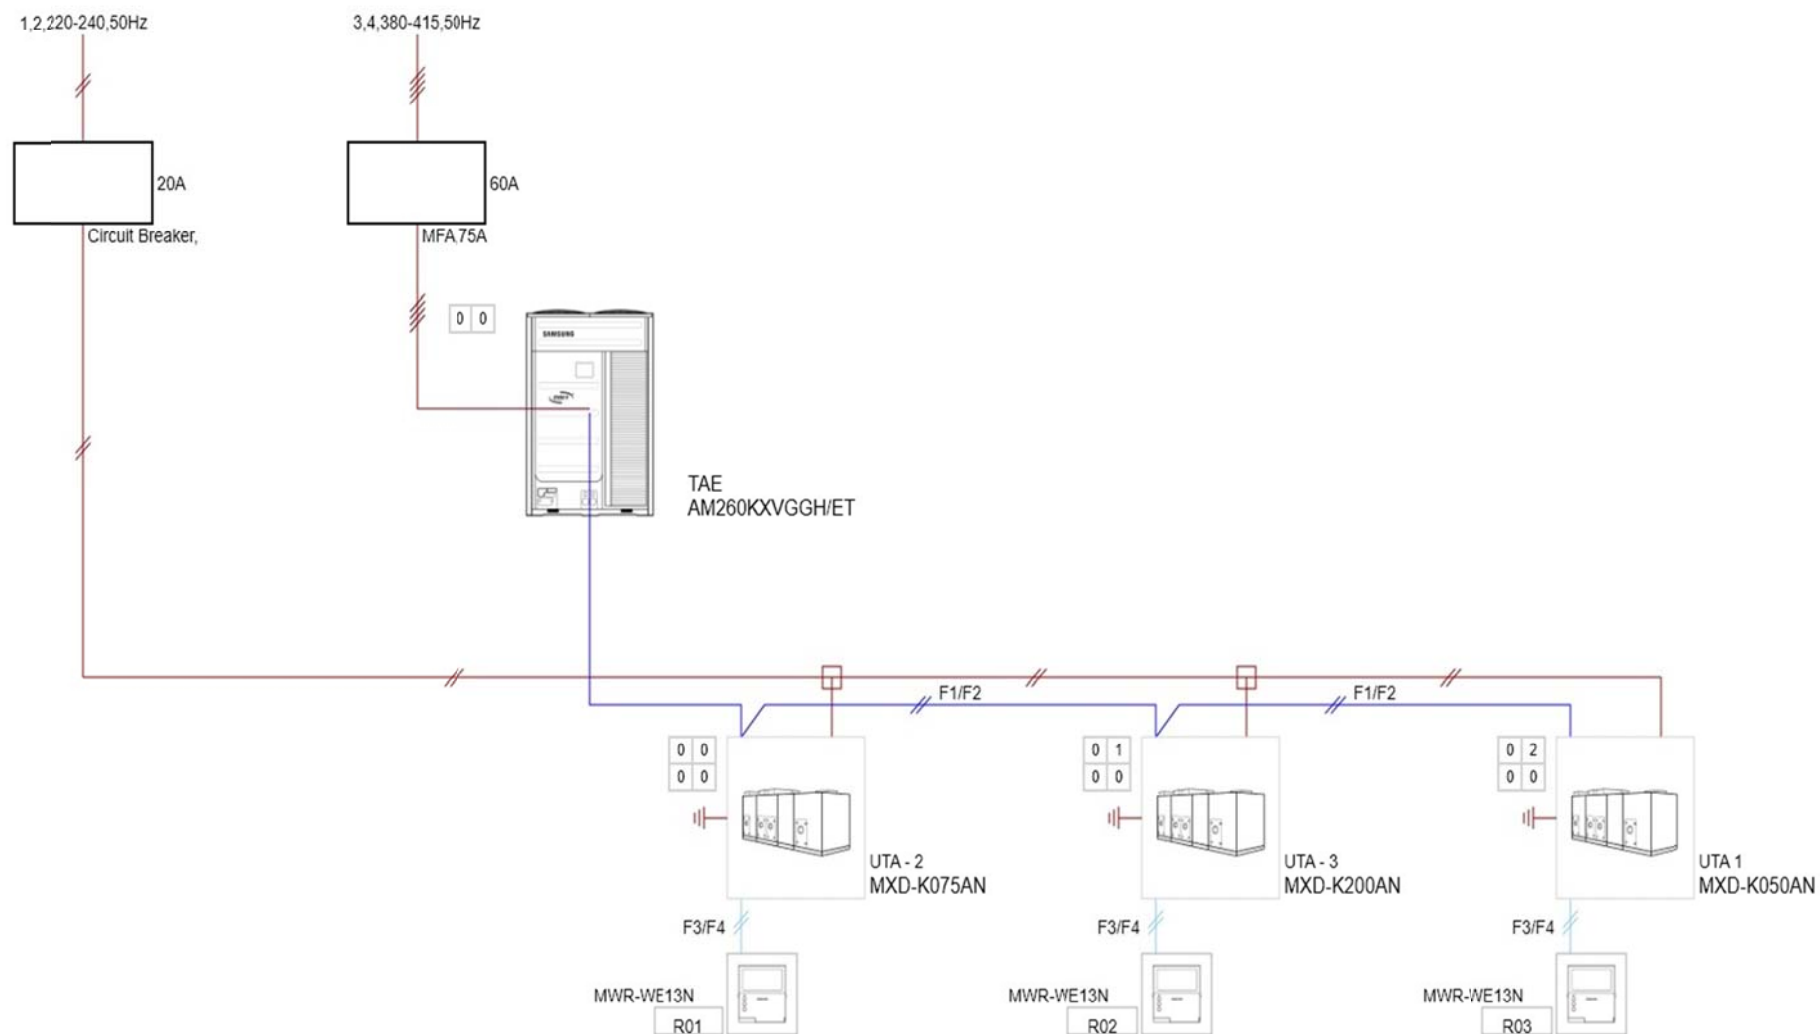 1,2,220-240,50Hz
3,4,380-415,50Hz
20A
60A
Circuit Breaker,
MFA,75A
0 0
SAMSUNG
TAE
AM260KXVGGH/ET
F1/F2
F1/F2
0 0
0 0
0 1
0 0
0 2
0 0
UTA - 2
MXD-K075AN
UTA - 3
MXD-K200AN
UTA 1
MXD-K050AN
F3/F4
F3/F4
F3/F4
MWR-WE13N
R01
MWR-WE13N
R02
MWR-WE13N
R03